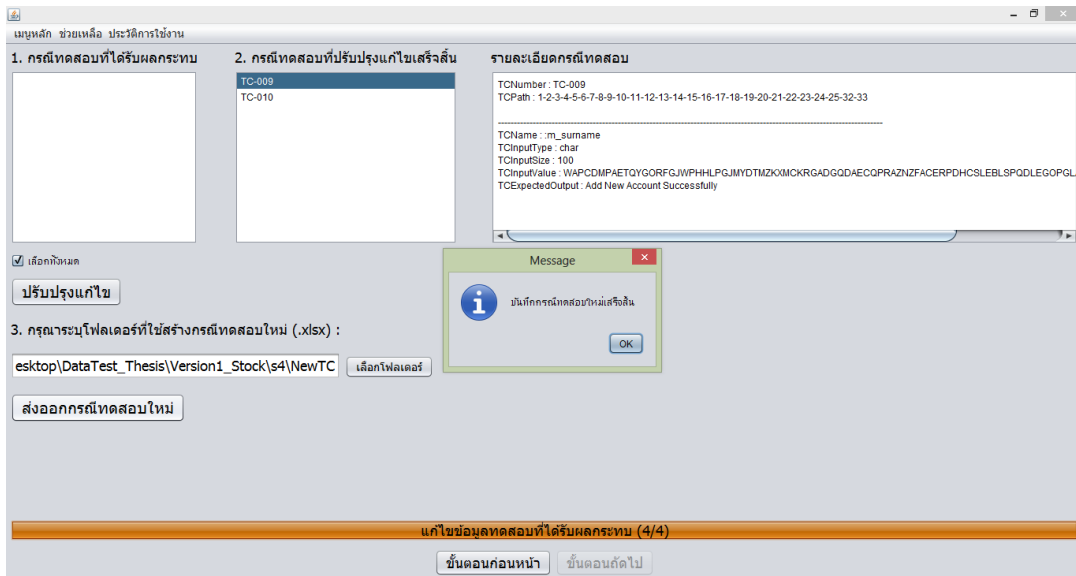 เมนูหลัก ช่วยเหลือ ประวัติการใช้งาน
1. กรณีทดสอบที่ได้รับผลกระทบ
2. กรณีทดสอบที่ปรับปรุงแก้ไขเสร็จสิ้น
รายละเอียดกรณีทดสอบ
TC-009
TC-010
TCNumber : TC-009
TCPath : 1-2-3-4-5-6-7-8-9-10-11-12-13-14-15-16-17-18-19-20-21-22-23-24-25-32-33
TCName : :m_surname
TCInputType : char
TCInputSize : 100
TCInputValue : WAPCDMPAETQYGORFGJWPHHLPGJMYDTMZKXMCKRGADGQDAECQPRAZNZFACERPDHCSLEBLSPQDLEGOPGL
TCExpectedOutput : Add New Account Successfully
เลือกทั้งหมด
ปรับปรุงแก้ไข
Message
บันทึกกรณีทดสอบใหม่เสร็จสิ้น
OK
3. กรุณาระบุโฟลเดอร์ที่ใช้สร้างกรณีทดสอบใหม่ (.xlsx) :
esktop\DataTest_Thesis\Version1_Stock\s4\NewTC
เลือกโฟลเดอร์
ส่งออกกรณีทดสอบใหม่
แก้ไขข้อมูลทดสอบที่ได้รับผลกระทบ (4/4)
ขั้นตอนก่อนหน้า
ขั้นตอนถัดไป